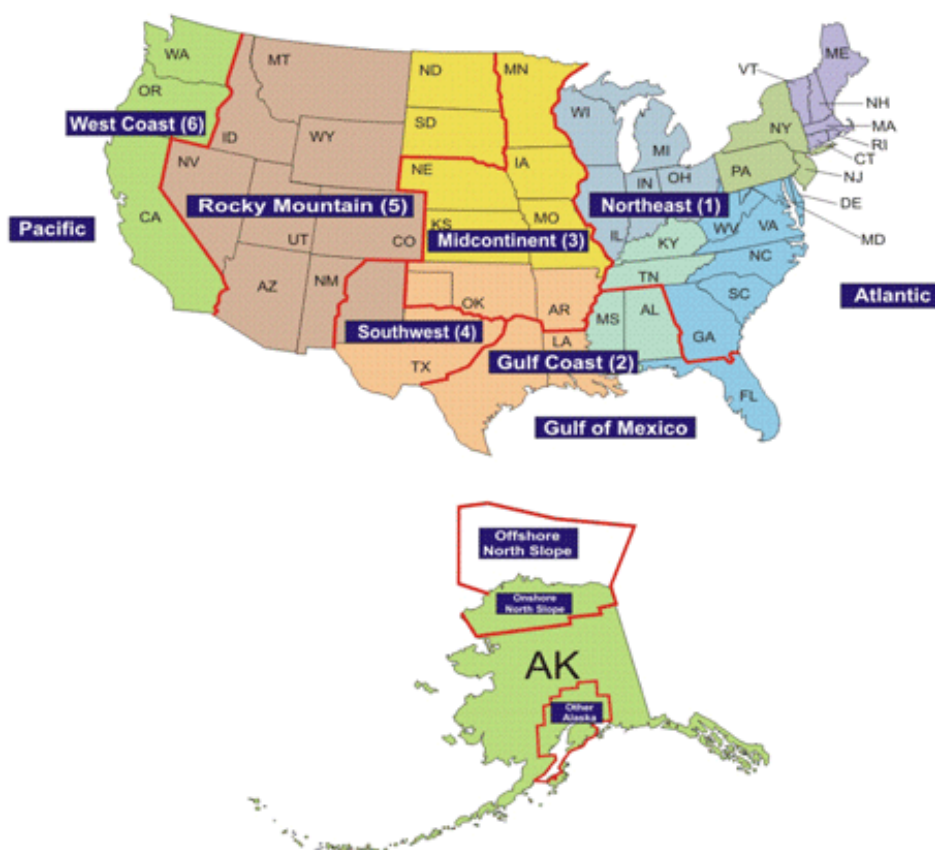 WA
MT
ND
MN
ME
VT
OR
West Coast (6)
ID
WY
SD
WI
MI
NY
NH
MA
RI
CT
NJ
NV
NE
IA
PA
IN
OH
Pacific
CA
Rocky Mountain (5)
UT
CO
KS
MO
Midcontinent (3)
Northeast (1)
IL
KY
WV
VA
DE
MD
AZ
NM
OK
AR
TN
NC
SC
Atlantic
Southwest (4)
TX
LA
MS
AL
GA
Gulf Coast (2)
FL
Gulf of Mexico
Offshore
North Slope
Onshore
North Slope
AK
Other
Alaska